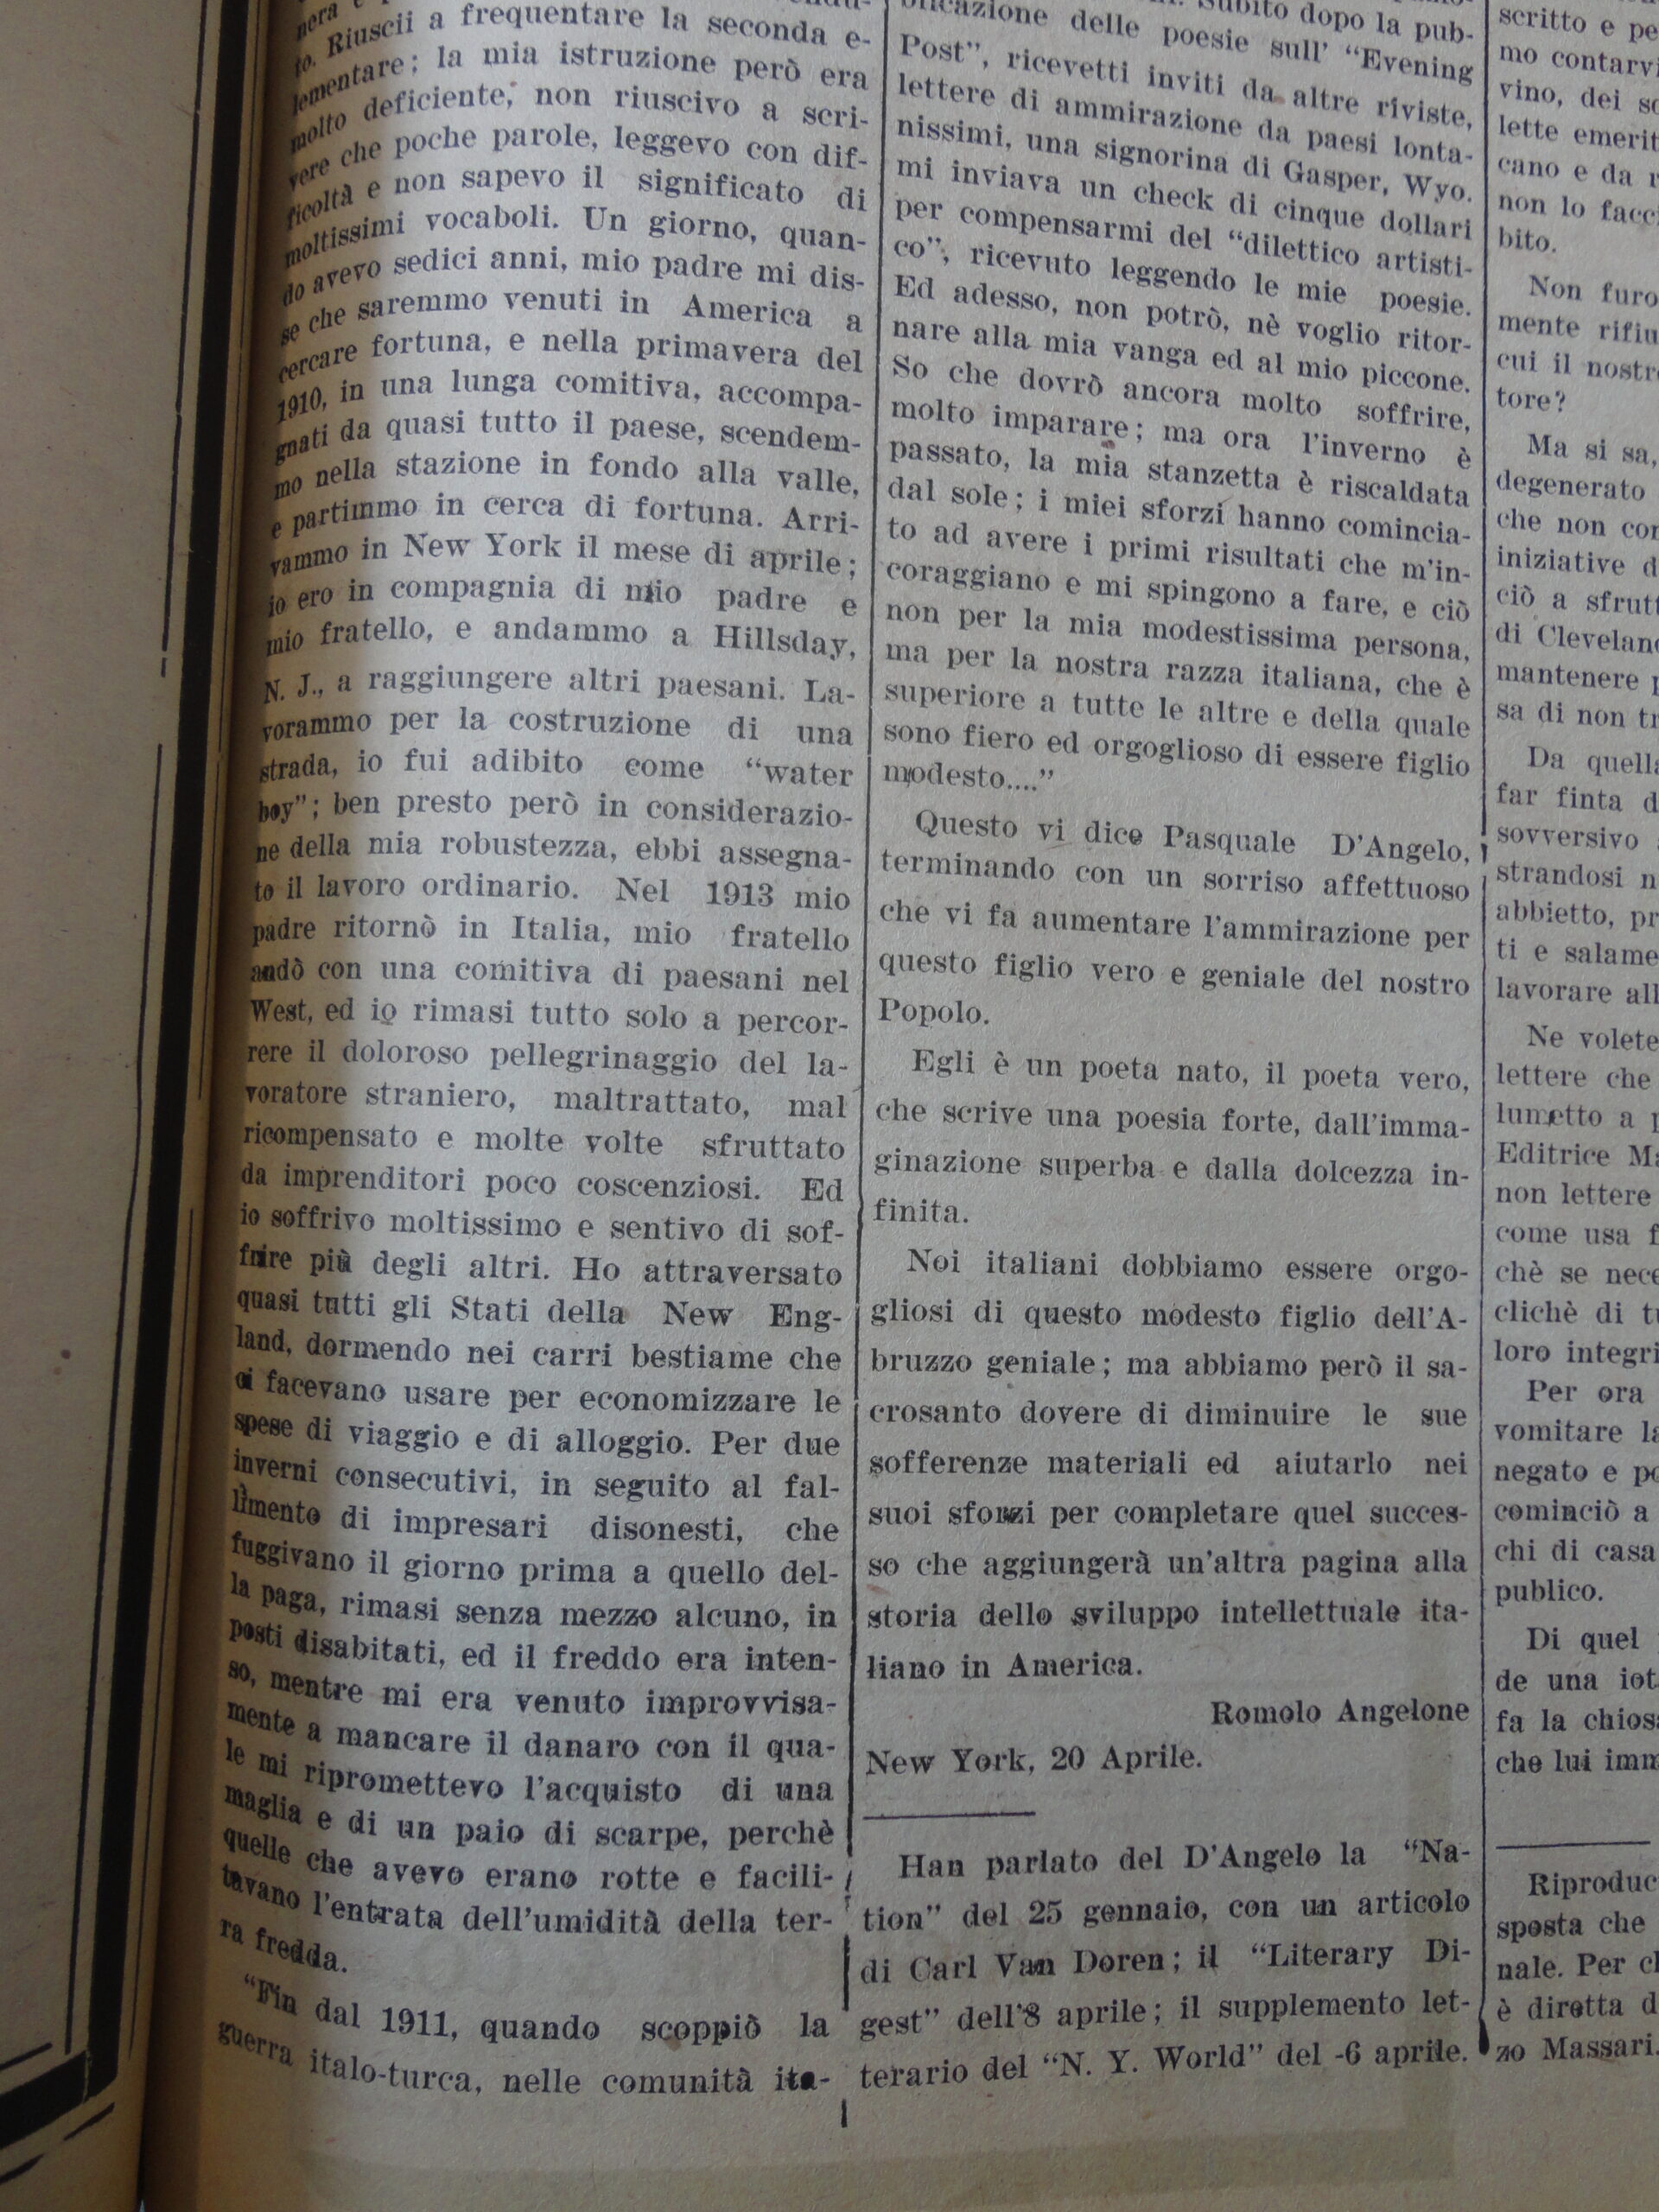 to. Riuscii a frequentare la seconda e-
lementare; la mia istruzione però era
molto deficiente, non riuscivo a scri-
vere che poche parole, leggevo con dif-
ficoltà e non sapevo il significato di
moltissimi vocaboli. Un giorno, quan-
do avevo sedici anni, mio padre mi dis-
se che saremmo venuti in America a
cercare fortuna, e nella primavera del
1910, in una lunga comitiva, accompa-
gnati da quasi tutto il paese, scendem-
mo nella stazione in fondo alla valle,
e partimmo in cerca di fortuna. Arri-
vammo in New York il mese di aprile;
io ero in compagnia di mio padre e
mio fratello, e andammo a Hillsday,
N. J., a raggiungere altri paesani. La-
vorammo per la costruzione di una
strada, io fui adibito come "water
boy"; ben presto però in considerazio-
ne della mia robustezza, ebbi assegna-
to il lavoro ordinario. Nel 1913 mio
padre ritornò in Italia, mio fratello
andò con una comitiva di paesani nel
West, ed io rimasi tutto solo a percor-
rere il doloroso pellegrinaggio del la-
voratore straniero, maltrattato, mal
ricompensato e molte volte sfruttato
da imprenditori poco coscenziosi. Ed
io soffrivo moltissimo e sentivo di sof-
frire più degli altri. Ho attraversato
quasi tutti gli Stati della New Eng-
land, dormendo nei carri bestiame che
ci facevano usare per economizzare le
spese di viaggio e di alloggio. Per due
inverni consecutivi, in seguito al fal-
limento di impresari disonesti, che
fuggivano il giorno prima a quello del-
la paga, rimasi senza mezzo alcuno, in
posti disabitati, ed il freddo era inten-
so, mentre mi era venuto improvvisa-
mente a mancare il danaro con il qua-
le mi ripromettevo l'acquisto di una
maglia e di un paio di scarpe, perchè
quelle che avevo erano rotte e facili-
tavano l'entrata dell'umidità della ter-
ra fredda.
"Fin dal 1911, quando scoppiò la
guerra italo-turca, nelle comunità ita-
Subito dopo la pub-
blicazione delle poesie sull' "Evening
Post", ricevetti inviti da altre riviste,
lettere di ammirazione da paesi lonta-
nissimi, una signorina di Gasper, Wyo.
mi inviava un check di cinque dollari
per compensarmi del "dilettico artisti-
co", ricevuto leggendo le mie poesie.
Ed adesso, non potrò, nè voglio ritor-
nare alla mia vanga ed al mio piccone.
So che dovrò ancora molto soffrire,
molto imparare; ma ora l'inverno è
passato, la mia stanzetta è riscaldata
dal sole; i miei sforzi hanno comincia-
to ad avere i primi risultati che m'in-
coraggiano e mi spingono a fare, e ciò
non per la mia modestissima persona,
ma per la nostra razza italiana, che è
superiore a tutte le altre e della quale
sono fiero ed orgoglioso di essere figlio
modesto...."
Questo vi dice Pasquale D'Angelo,
terminando con un sorriso affettuoso
che vi fa aumentare l'ammirazione per
questo figlio vero e geniale del nostro
Popolo.
Egli è un poeta nato, il poeta vero,
che scrive una poesia forte, dall'imma-
ginazione superba e dalla dolcezza in-
finita.
Noi italiani dobbiamo essere orgo-
gliosi di questo modesto figlio dell'A-
bruzzo geniale; ma abbiamo però il sa-
crosanto dovere di diminuire le sue
sofferenze materiali ed aiutarlo nei
suoi sforzi per completare quel succes-
so che aggiungerà un'altra pagina alla
storia dello sviluppo intellettuale ita-
liano in America.
Romolo Angelone
New York, 20 Aprile.
Han parlato del D'Angelo la "Na-
tion" del 25 gennaio, con un articolo
di Carl Van Doren; il "Literary Di-
gest" dell'8 aprile; il supplemento let-
terario del "N. Y. World" del -6 aprile.
scritto e pe
mo contarvi
vino, dei
lette emerit
cano e da
non lo facc
bito.
Non furo
mente rifiu
cui il nostr
tore?
Ma si sa,
degenerato
che non
iniziative d
ciò a sfrut
di Cleveland
mantenere
sa di non tr
Da quell
far finta d
sovversivo
strandosi n
abbietto, pr
ti e salame
lavorare all
Ne volete
lettere che
lumetto a
Editrice Ma
non lettere
come usa f
chè se nece
clichè di t
loro integri
Per ora
vomitare la
negato e po
cominciò a
chi di casa
publico.
Di quel
de una iot
fa la chios
che lui imm
Riproduc
sposta che
nale. Per c
è diretta d
zo Massari.